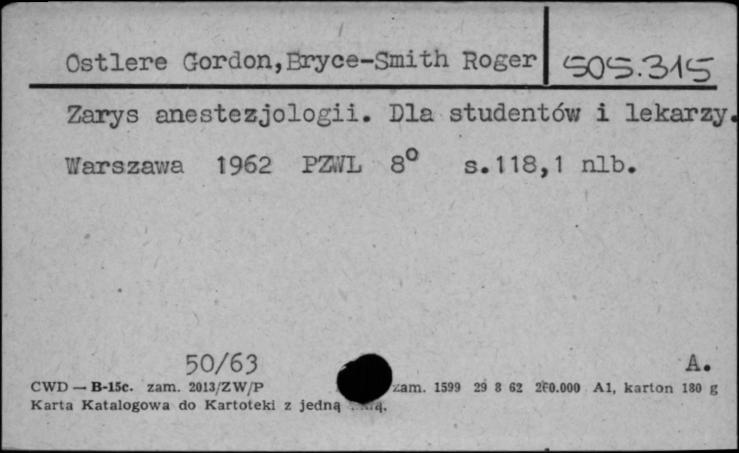 Ostlere Gordon,Bryce-Smith Roger 505.315
Zarys anestezjologii. Dla studentów i lekarzy.
Warszawa 1962 PZWL 8° s.118,1 nlb.
50/63 A.
CWD — B-15c. zam. 2013/ZW/P zam. 1599 29 8 62 260.000 A1, karton 180 g
Karta Katalogowa do Kartoteki z jedną